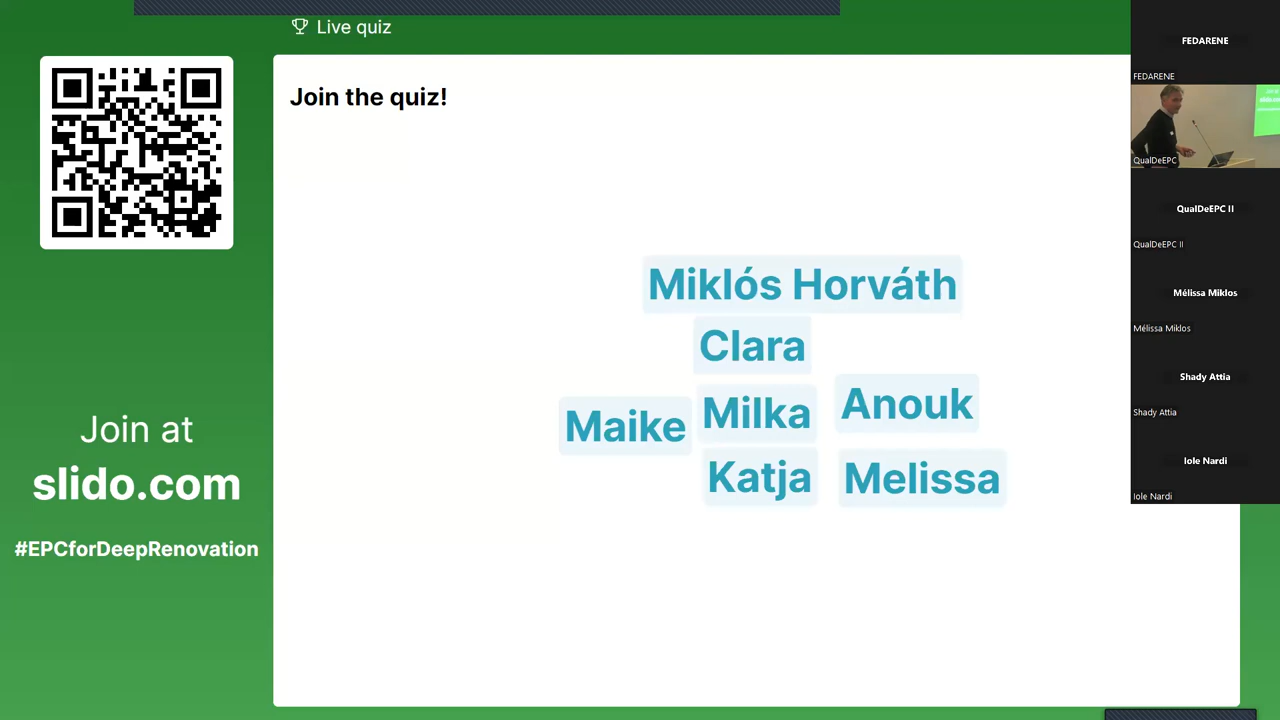 Live quiz
Join the quiz!
Join at
slido.com
#EPCforDeepRenovation
Miklós Horváth
Clara
Maike
Milka
Anouk
Katja
Melissa
FEDARENE
FEDARENE
QualDeEPC
QualDeEPC II
QualDeEPC II
Mélissa Miklos
Mélissa Miklos
Shady Attia
Shady Attia
Iole Nardi
Iole Nardi